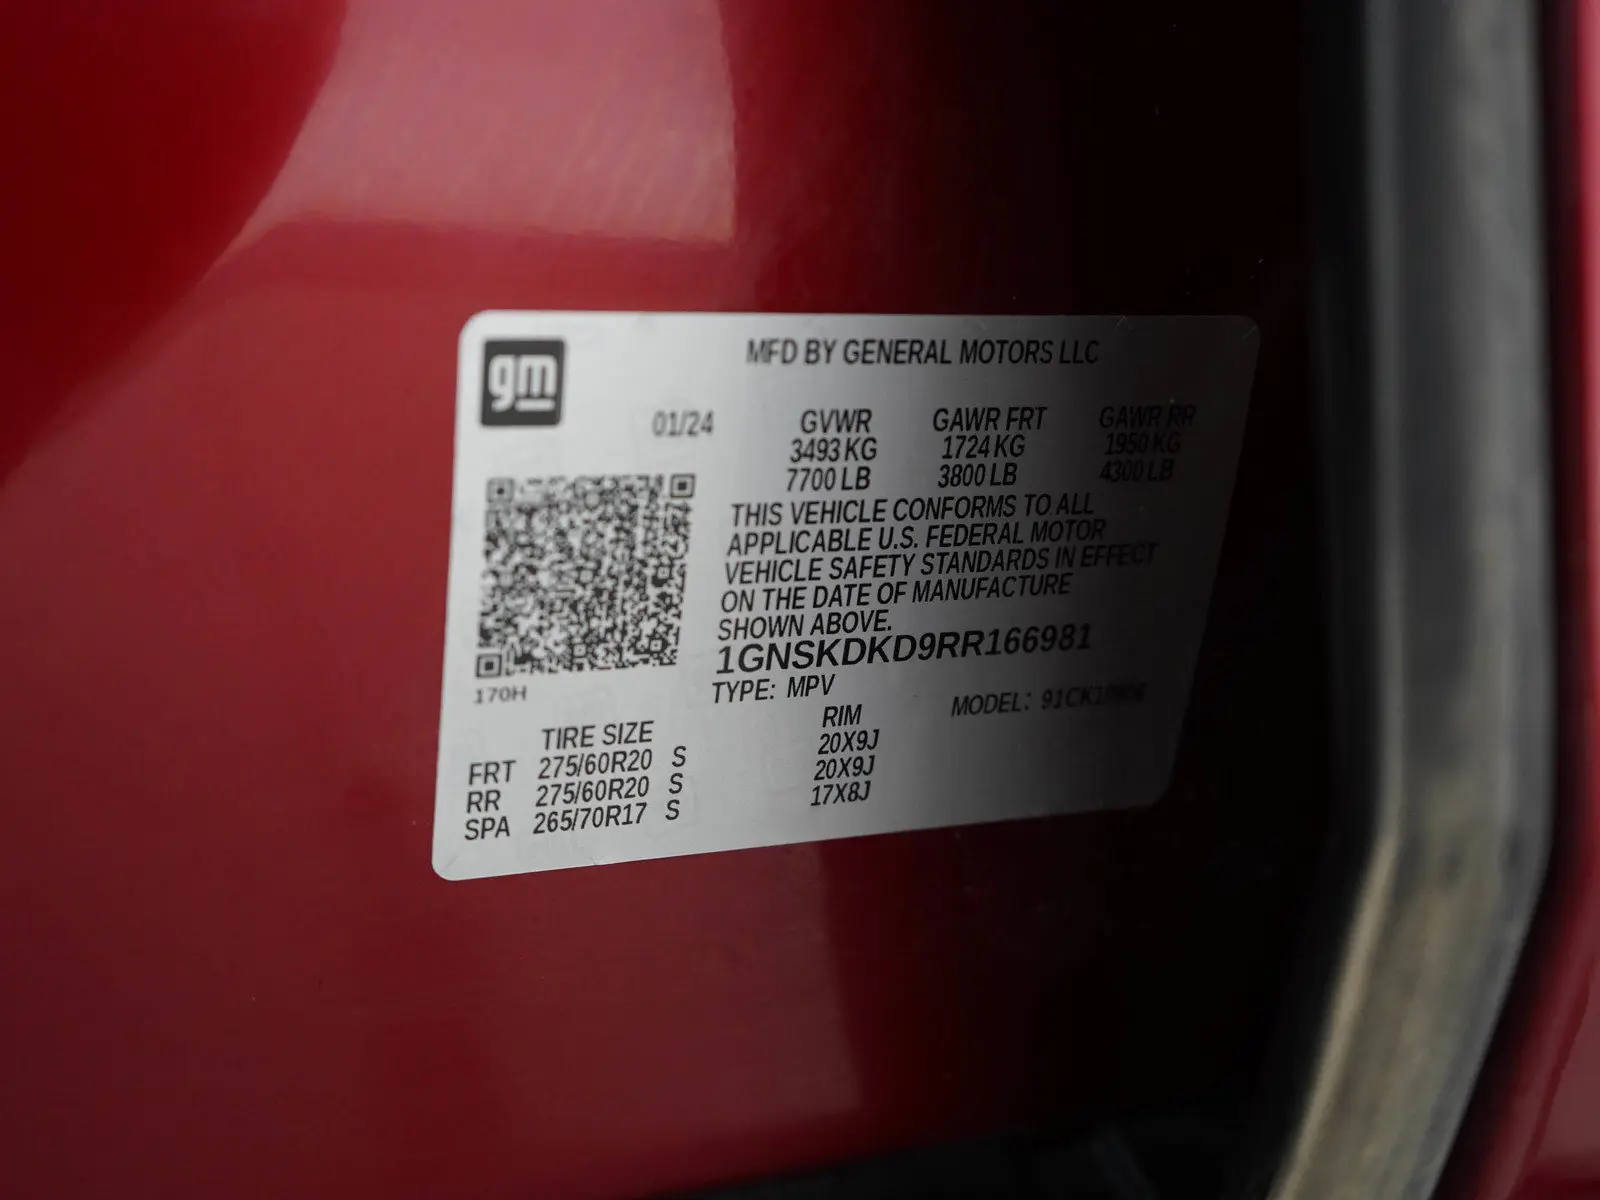 gm
MFD BY GENERAL MOTORS LLC
01/24 GVWR GAWR FRT GAWR RR
3493 KG 1724 KG 1950 KG
7700 LB 3800 LB 4300 LB
THIS VEHICLE CONFORMS TO ALL
APPLICABLE U.S. FEDERAL MOTOR
VEHICLE SAFETY STANDARDS IN EFFECT
ON THE DATE OF MANUFACTURE
SHOWN ABOVE.
1GNSKDKD9RR166981
170H
TYPE: MPV MODEL:
TIRE SIZE RIM
FRT 275/60R20 S 20X9J
RR 275/60R20 S 20X9J
SPA 265/70R17 S 17X8J